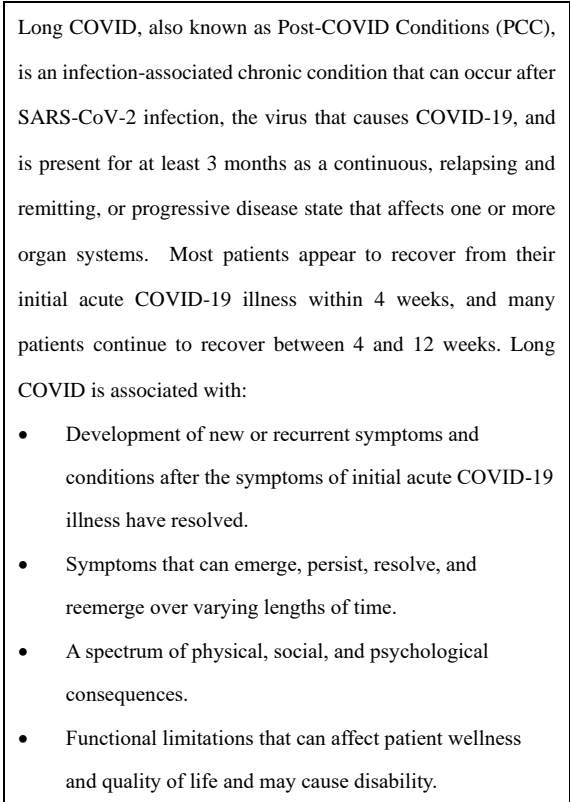 Long COVID, also known as Post-COVID Conditions (PCC),
is an infection-associated chronic condition that can occur after
SARS-CoV-2 infection, the virus that causes COVID-19, and
is present for at least 3 months as a continuous, relapsing and
remitting, or progressive disease state that affects one or more
organ systems. Most patients appear to recover from their
initial acute COVID-19 illness within 4 weeks, and many
patients continue to recover between 4 and 12 weeks. Long
COVID is associated with:
• Development of new or recurrent symptoms and
conditions after the symptoms of initial acute COVID-19
illness have resolved.
• Symptoms that can emerge, persist, resolve, and
reemerge over varying lengths of time.
• A spectrum of physical, social, and psychological
consequences.
• Functional limitations that can affect patient wellness
and quality of life and may cause disability.